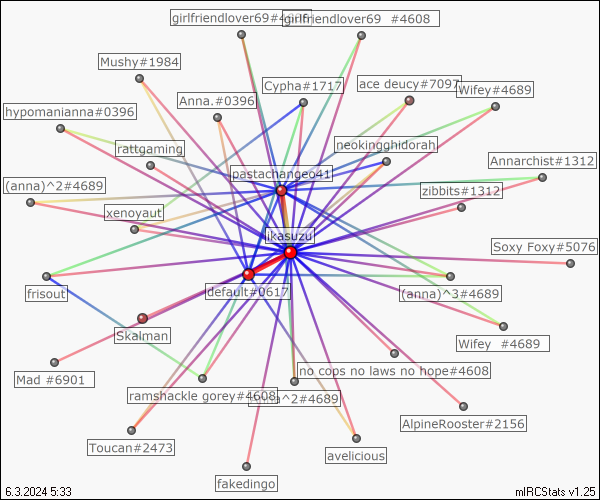 girlfriendlover69#4
girlfriendlover69 #4608
Mushy#1984
Cypha#1717
ace deucy#7097
Wifey#4689
Anna.#0396
hypomanianna#0396
rattgaming
neokingghidorah
pastachangeo41
Annarchist#1312
(anna)^2#4689
zibbits#1312
xenoyaut
ikasuzu
Soxy Foxy#5076
default#0617
(anna)^3#4689
frisout
Skalman
Wifey #4689
no cops no laws no hope#4608
Mad #6901
ramshackle gorey#4608
^2#4689
AlpineRooster#2156
Toucan#2473
avelicious
fakedingo
6.3.2024 5:33
mIRCStats v1.25